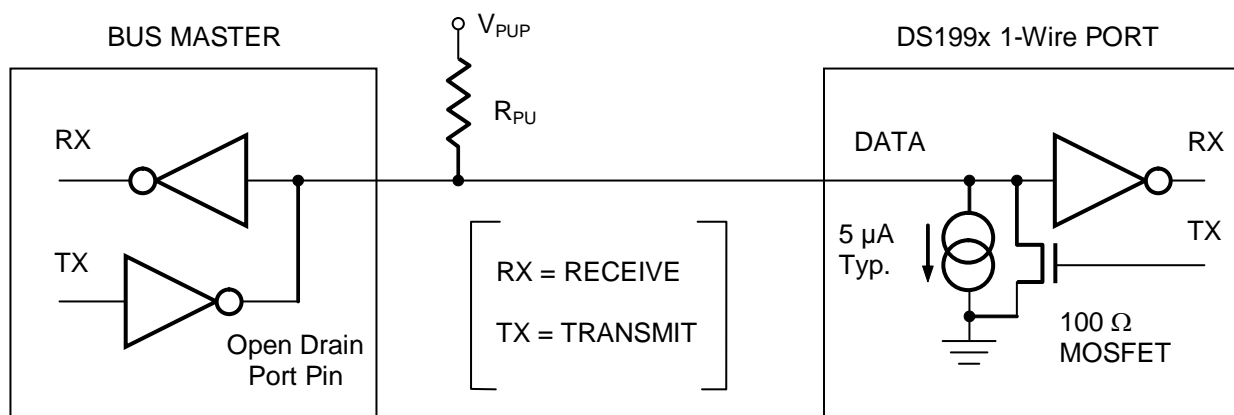 V_PUP
BUS MASTER
DS199x 1-Wire PORT
R_PU
RX
DATA
RX
TX
5 µA
Typ.
TX
RX = RECEIVE
TX = TRANSMIT
Open Drain
Port Pin
100 Ω
MOSFET